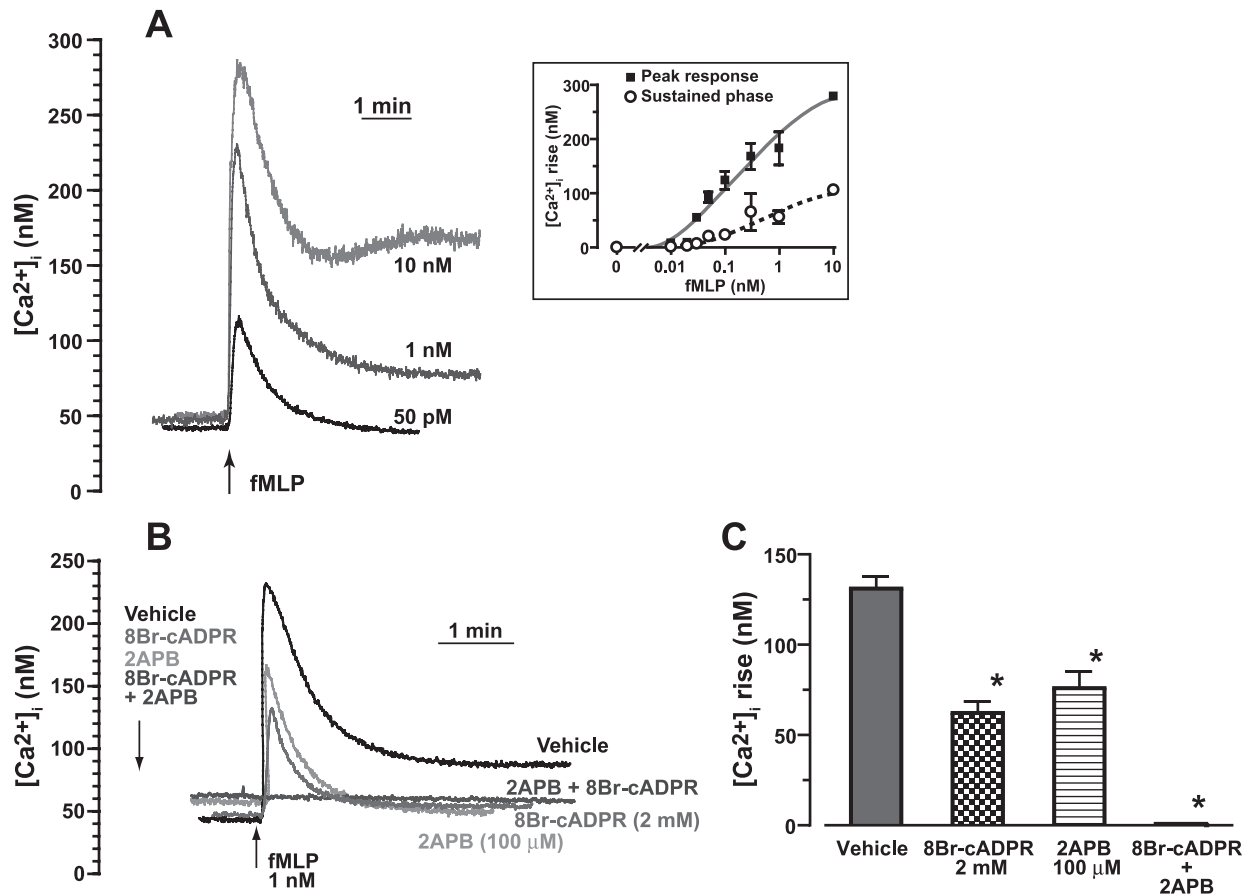 A
300
250
200
150
100
50
0
[Ca²⁺]ᵢ (nM)
1 min
10 nM
1 nM
50 pM
fMLP
Peak response
Sustained phase
300
200
100
0
[Ca²⁺]ᵢ rise (nM)
0
0.01
0.1
1
10
fMLP (nM)
B
250
200
150
100
50
0
[Ca²⁺]ᵢ (nM)
Vehicle
8Br-cADPR
2APB
8Br-cADPR
+ 2APB
1 min
Vehicle
2APB + 8Br-cADPR
8Br-cADPR (2 mM)
2APB (100 µM)
fMLP
1 nM
C
150
100
50
0
[Ca²⁺]ᵢ rise (nM)
*
*
*
Vehicle
8Br-cADPR
2 mM
2APB
100 µM
8Br-cADPR
+
2APB